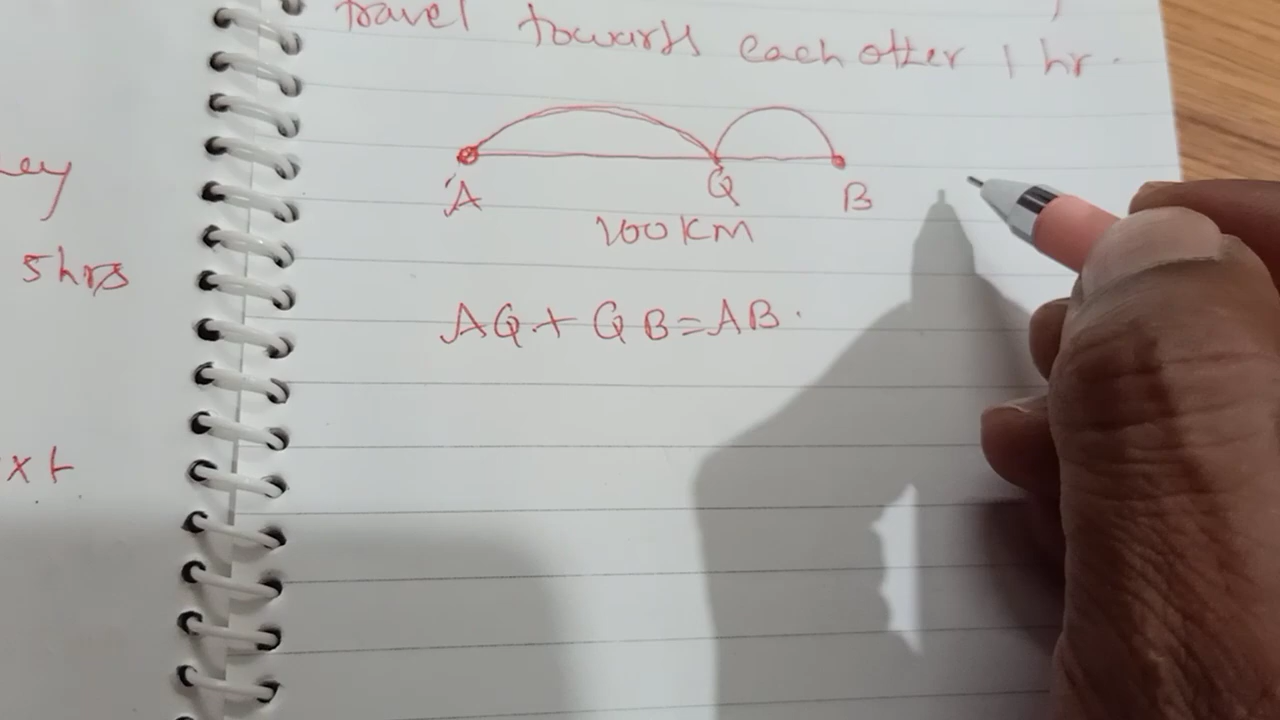 travel towards each other 1 hr.
A Q B
100 KM
AQ + QB = AB.
5 hrs